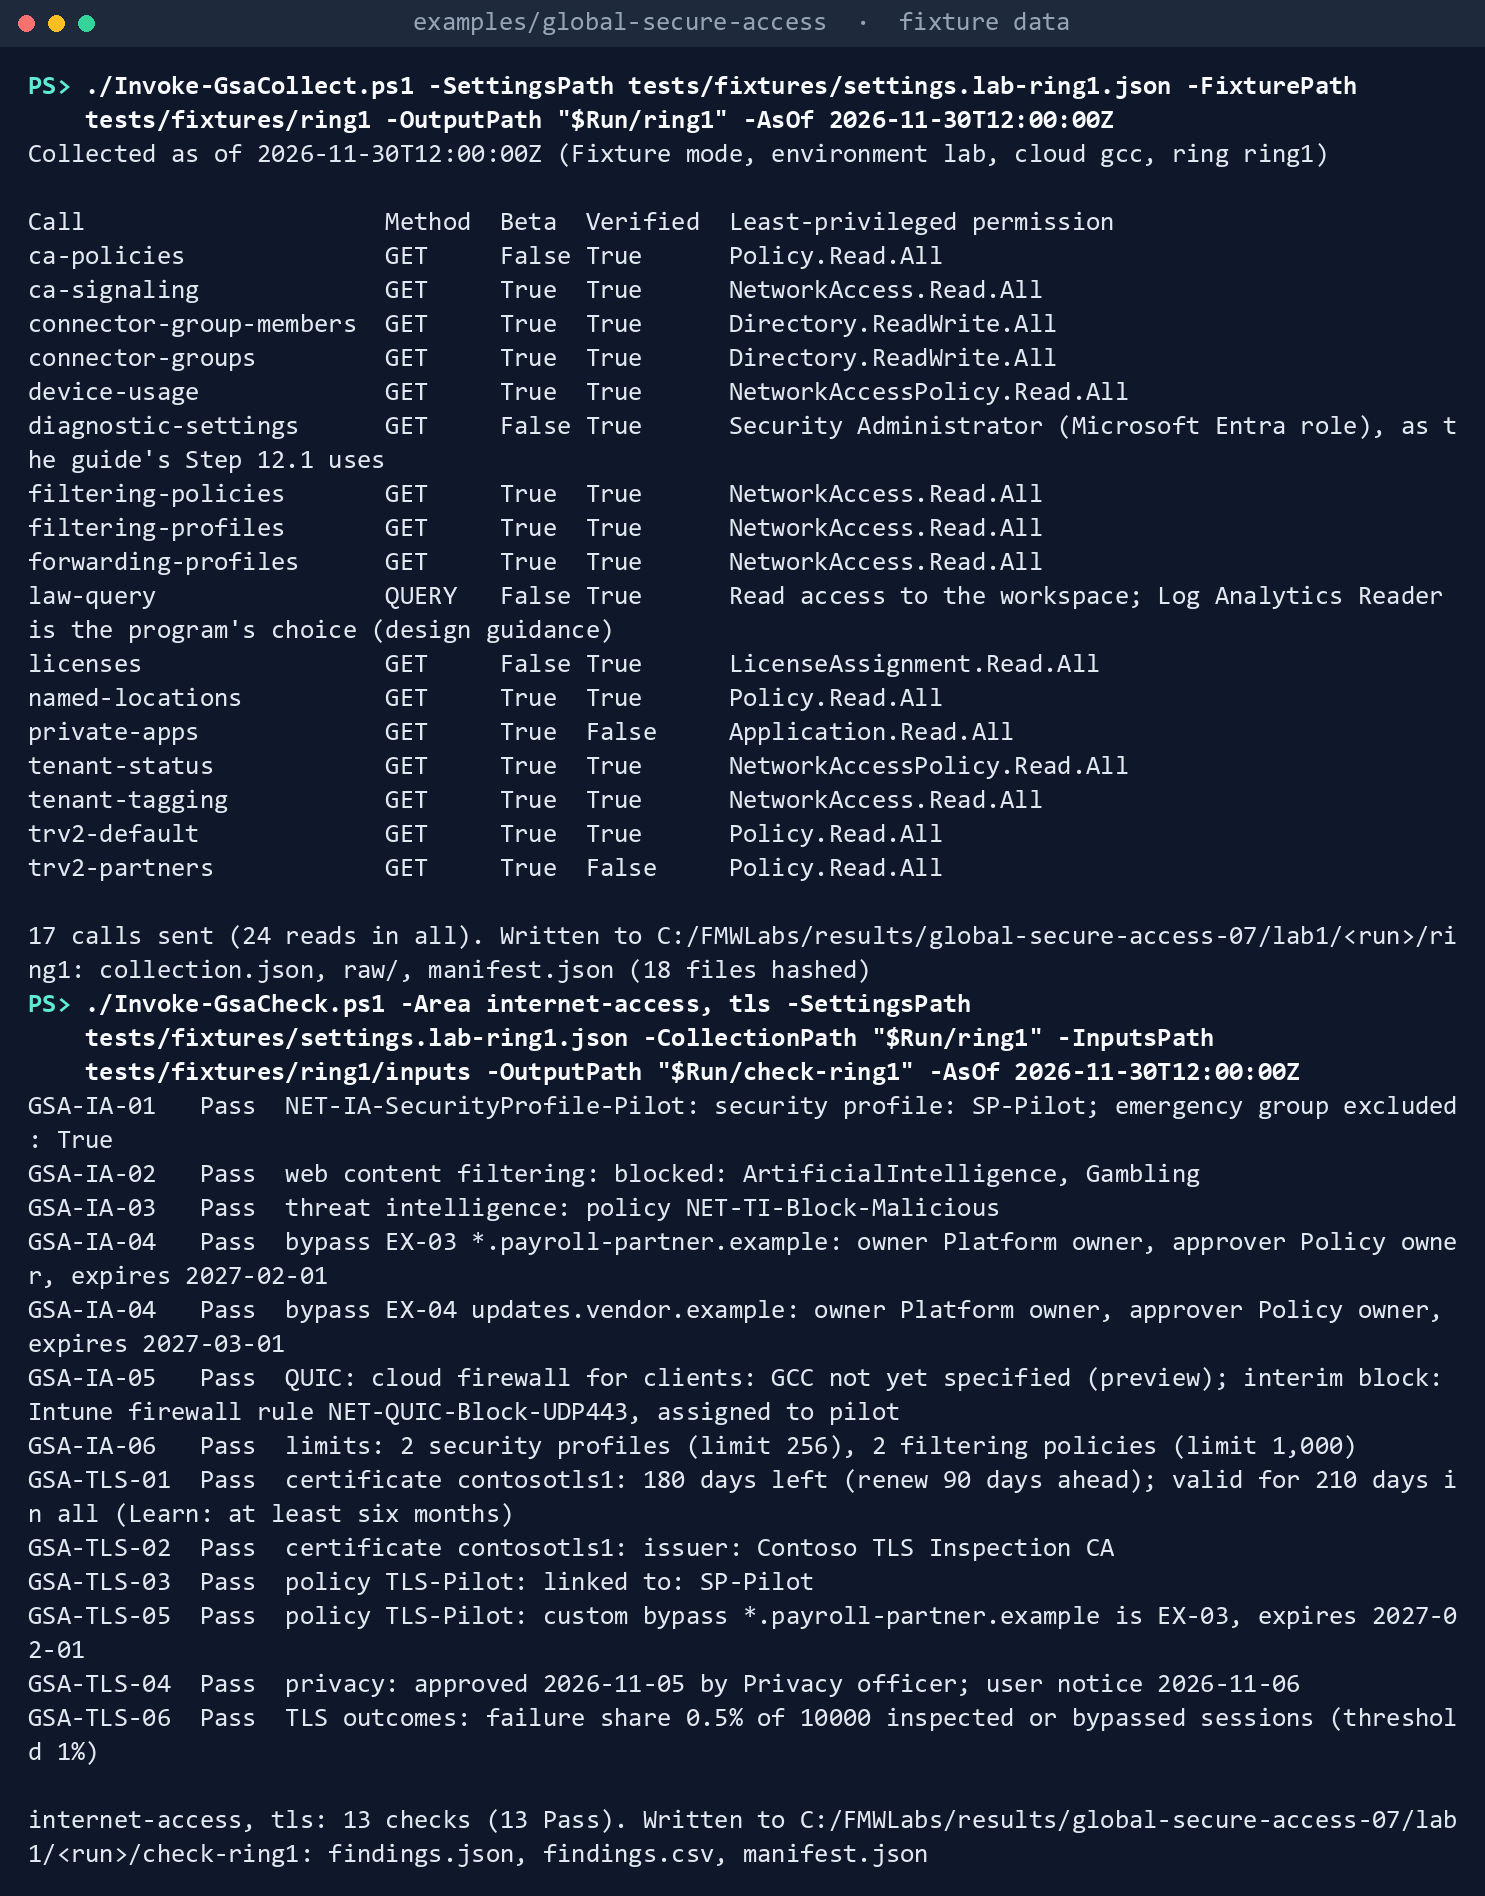 examples/global-secure-access  ·  fixture data
PS> ./Invoke-GsaCollect.ps1 -SettingsPath tests/fixtures/settings.lab-ring1.json -FixturePath
    tests/fixtures/ring1 -OutputPath "$Run/ring1" -AsOf 2026-11-30T12:00:00Z
Collected as of 2026-11-30T12:00:00Z (Fixture mode, environment lab, cloud gcc, ring ring1)

Call                     Method  Beta  Verified  Least-privileged permission
ca-policies              GET     False True      Policy.Read.All
ca-signaling             GET     True  True      NetworkAccess.Read.All
connector-group-members  GET     True  True      Directory.ReadWrite.All
connector-groups         GET     True  True      Directory.ReadWrite.All
device-usage             GET     True  True      NetworkAccessPolicy.Read.All
diagnostic-settings      GET     False True      Security Administrator (Microsoft Entra role), as t
he guide's Step 12.1 uses
filtering-policies       GET     True  True      NetworkAccess.Read.All
filtering-profiles       GET     True  True      NetworkAccess.Read.All
forwarding-profiles      GET     True  True      NetworkAccess.Read.All
law-query                QUERY   False True      Read access to the workspace; Log Analytics Reader
is the program's choice (design guidance)
licenses                 GET     False True      LicenseAssignment.Read.All
named-locations          GET     True  True      Policy.Read.All
private-apps             GET     True  False     Application.Read.All
tenant-status            GET     True  True      NetworkAccessPolicy.Read.All
tenant-tagging           GET     True  True      NetworkAccess.Read.All
trv2-default             GET     True  True      Policy.Read.All
trv2-partners            GET     True  False     Policy.Read.All

17 calls sent (24 reads in all). Written to C:/FMWLabs/results/global-secure-access-07/lab1/<run>/ri
ng1: collection.json, raw/, manifest.json (18 files hashed)
PS> ./Invoke-GsaCheck.ps1 -Area internet-access, tls -SettingsPath
    tests/fixtures/settings.lab-ring1.json -CollectionPath "$Run/ring1" -InputsPath
    tests/fixtures/ring1/inputs -OutputPath "$Run/check-ring1" -AsOf 2026-11-30T12:00:00Z
GSA-IA-01   Pass  NET-IA-SecurityProfile-Pilot: security profile: SP-Pilot; emergency group excluded
: True
GSA-IA-02   Pass  web content filtering: blocked: ArtificialIntelligence, Gambling
GSA-IA-03   Pass  threat intelligence: policy NET-TI-Block-Malicious
GSA-IA-04   Pass  bypass EX-03 *.payroll-partner.example: owner Platform owner, approver Policy owne
r, expires 2027-02-01
GSA-IA-04   Pass  bypass EX-04 updates.vendor.example: owner Platform owner, approver Policy owner,
expires 2027-03-01
GSA-IA-05   Pass  QUIC: cloud firewall for clients: GCC not yet specified (preview); interim block:
Intune firewall rule NET-QUIC-Block-UDP443, assigned to pilot
GSA-IA-06   Pass  limits: 2 security profiles (limit 256), 2 filtering policies (limit 1,000)
GSA-TLS-01  Pass  certificate contosotls1: 180 days left (renew 90 days ahead); valid for 210 days i
n all (Learn: at least six months)
GSA-TLS-02  Pass  certificate contosotls1: issuer: Contoso TLS Inspection CA
GSA-TLS-03  Pass  policy TLS-Pilot: linked to: SP-Pilot
GSA-TLS-05  Pass  policy TLS-Pilot: custom bypass *.payroll-partner.example is EX-03, expires 2027-0
2-01
GSA-TLS-04  Pass  privacy: approved 2026-11-05 by Privacy officer; user notice 2026-11-06
GSA-TLS-06  Pass  TLS outcomes: failure share 0.5% of 10000 inspected or bypassed sessions (threshol
d 1%)

internet-access, tls: 13 checks (13 Pass). Written to C:/FMWLabs/results/global-secure-access-07/lab
1/<run>/check-ring1: findings.json, findings.csv, manifest.json